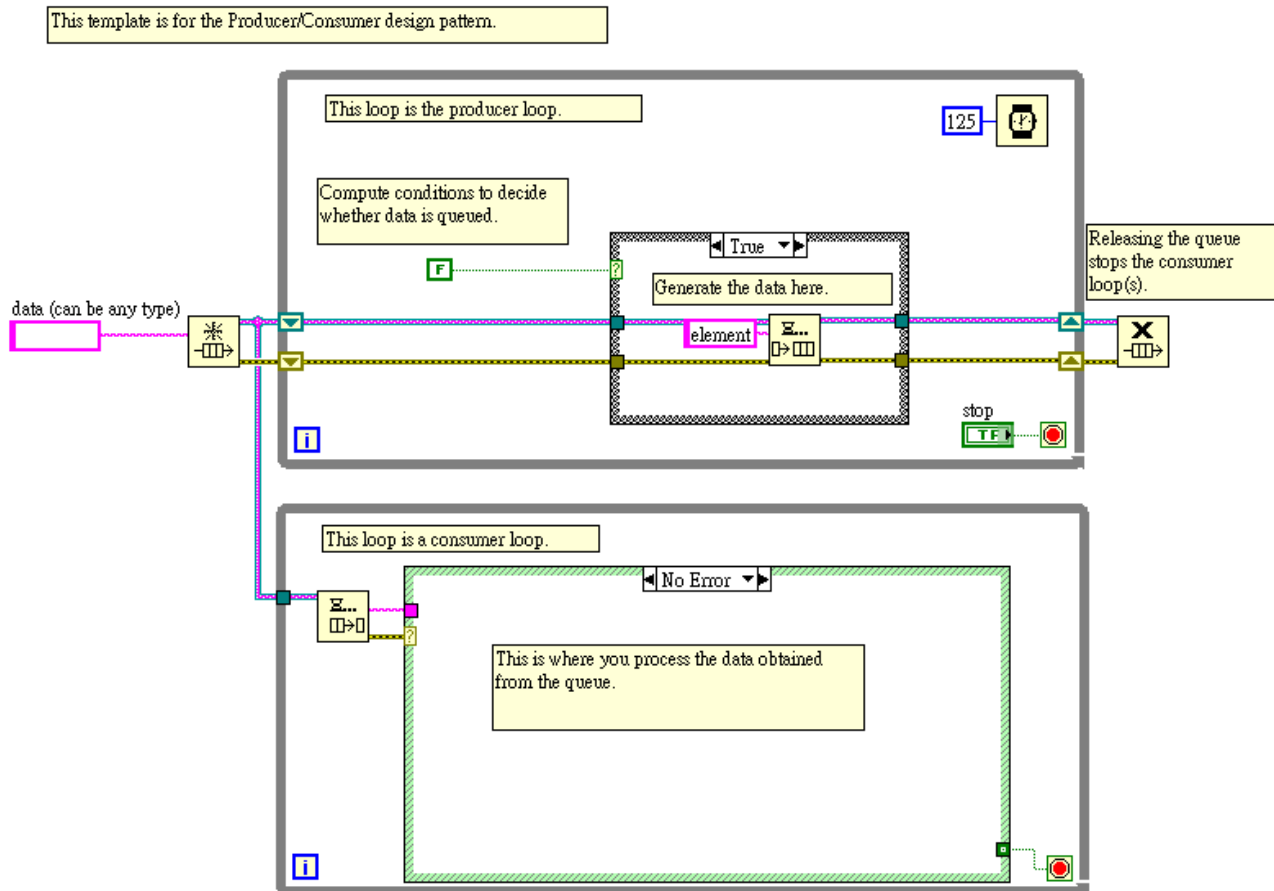 This template is for the Producer/Consumer design pattern.
This loop is the producer loop.
125
Compute conditions to decide
whether data is queued.
True
Releasing the queue
stops the consumer
loop(s).
F
?
Generate the data here.
data (can be any type)
element
stop
TF
i
This loop is a consumer loop.
No Error
?
This is where you process the data obtained
from the queue.
i